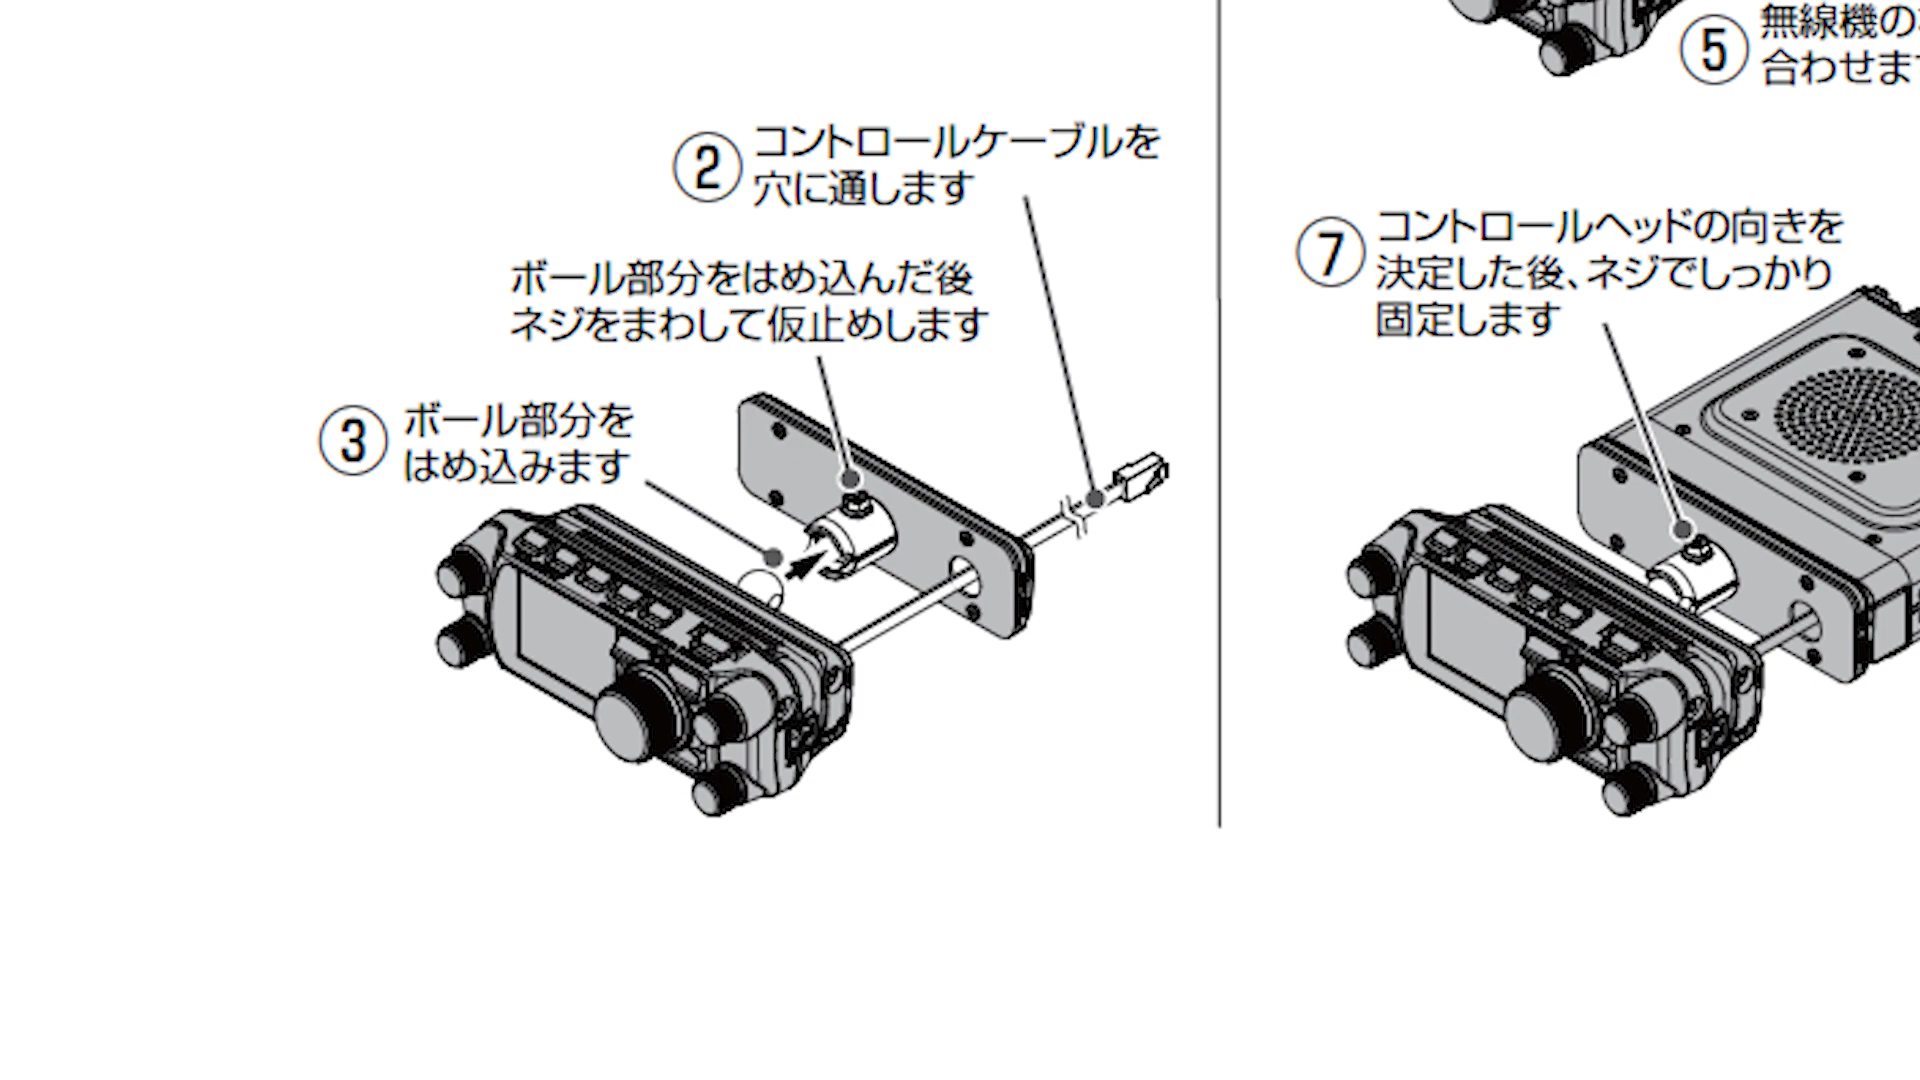 ② コントロールケーブルを
穴に通します
ボール部分をはめ込んだ後
ネジをまわして仮止めします
③ ボール部分を
はめ込みます
⑤ 無線機の
合わせま
⑦ コントロールヘッドの向きを
決定した後、ネジでしっかり
固定します